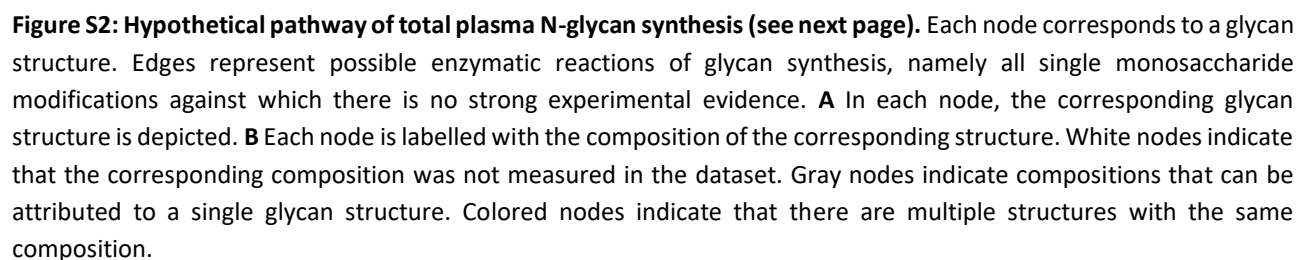 Figure S2: Hypothetical pathway of total plasma N-glycan synthesis (see next page). Each node corresponds to a glycan
structure. Edges represent possible enzymatic reactions of glycan synthesis, namely all single monosaccharide
modifications against which there is no strong experimental evidence. A In each node, the corresponding glycan
structure is depicted. B Each node is labelled with the composition of the corresponding structure. White nodes indicate
that the corresponding composition was not measured in the dataset. Gray nodes indicate compositions that can be
attributed to a single glycan structure. Colored nodes indicate that there are multiple structures with the same
composition.